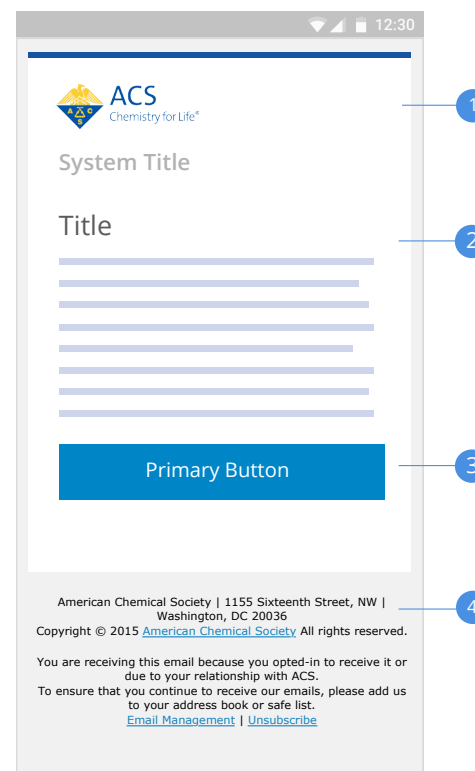 12:30
ACS
Chemistry for Life®
A C S
System Title
1
Title
2
Primary Button
3
American Chemical Society | 1155 Sixteenth Street, NW |
Washington, DC 20036
4
Copyright © 2015 American Chemical Society All rights reserved.
You are receiving this email because you opted-in to receive it or
due to your relationship with ACS.
To ensure that you continue to receive our emails, please add us
to your address book or safe list.
Email Management | Unsubscribe